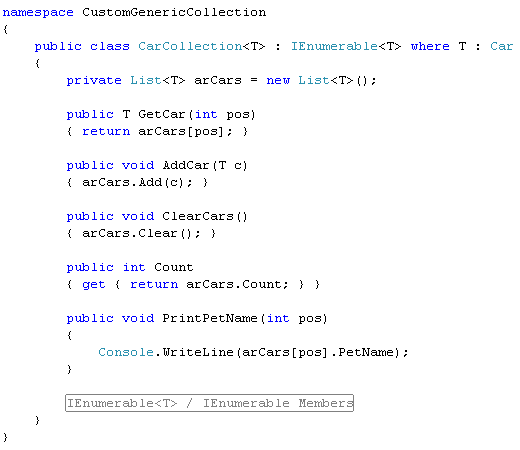 namespace CustomGenericCollection
{
public class CarCollection<T> : IEnumerable<T> where T : Car
{
private List<T> arCars = new List<T>();
public T GetCar(int pos)
{ return arCars[pos]; }
public void AddCar(T c)
{ arCars.Add(c); }
public void ClearCars()
{ arCars.Clear(); }
public int Count
{ get { return arCars.Count; } }
public void PrintPetName(int pos)
{
Console.WriteLine(arCars[pos].PetName);
}
IEnumerable<T> / IEnumerable Members
}
}